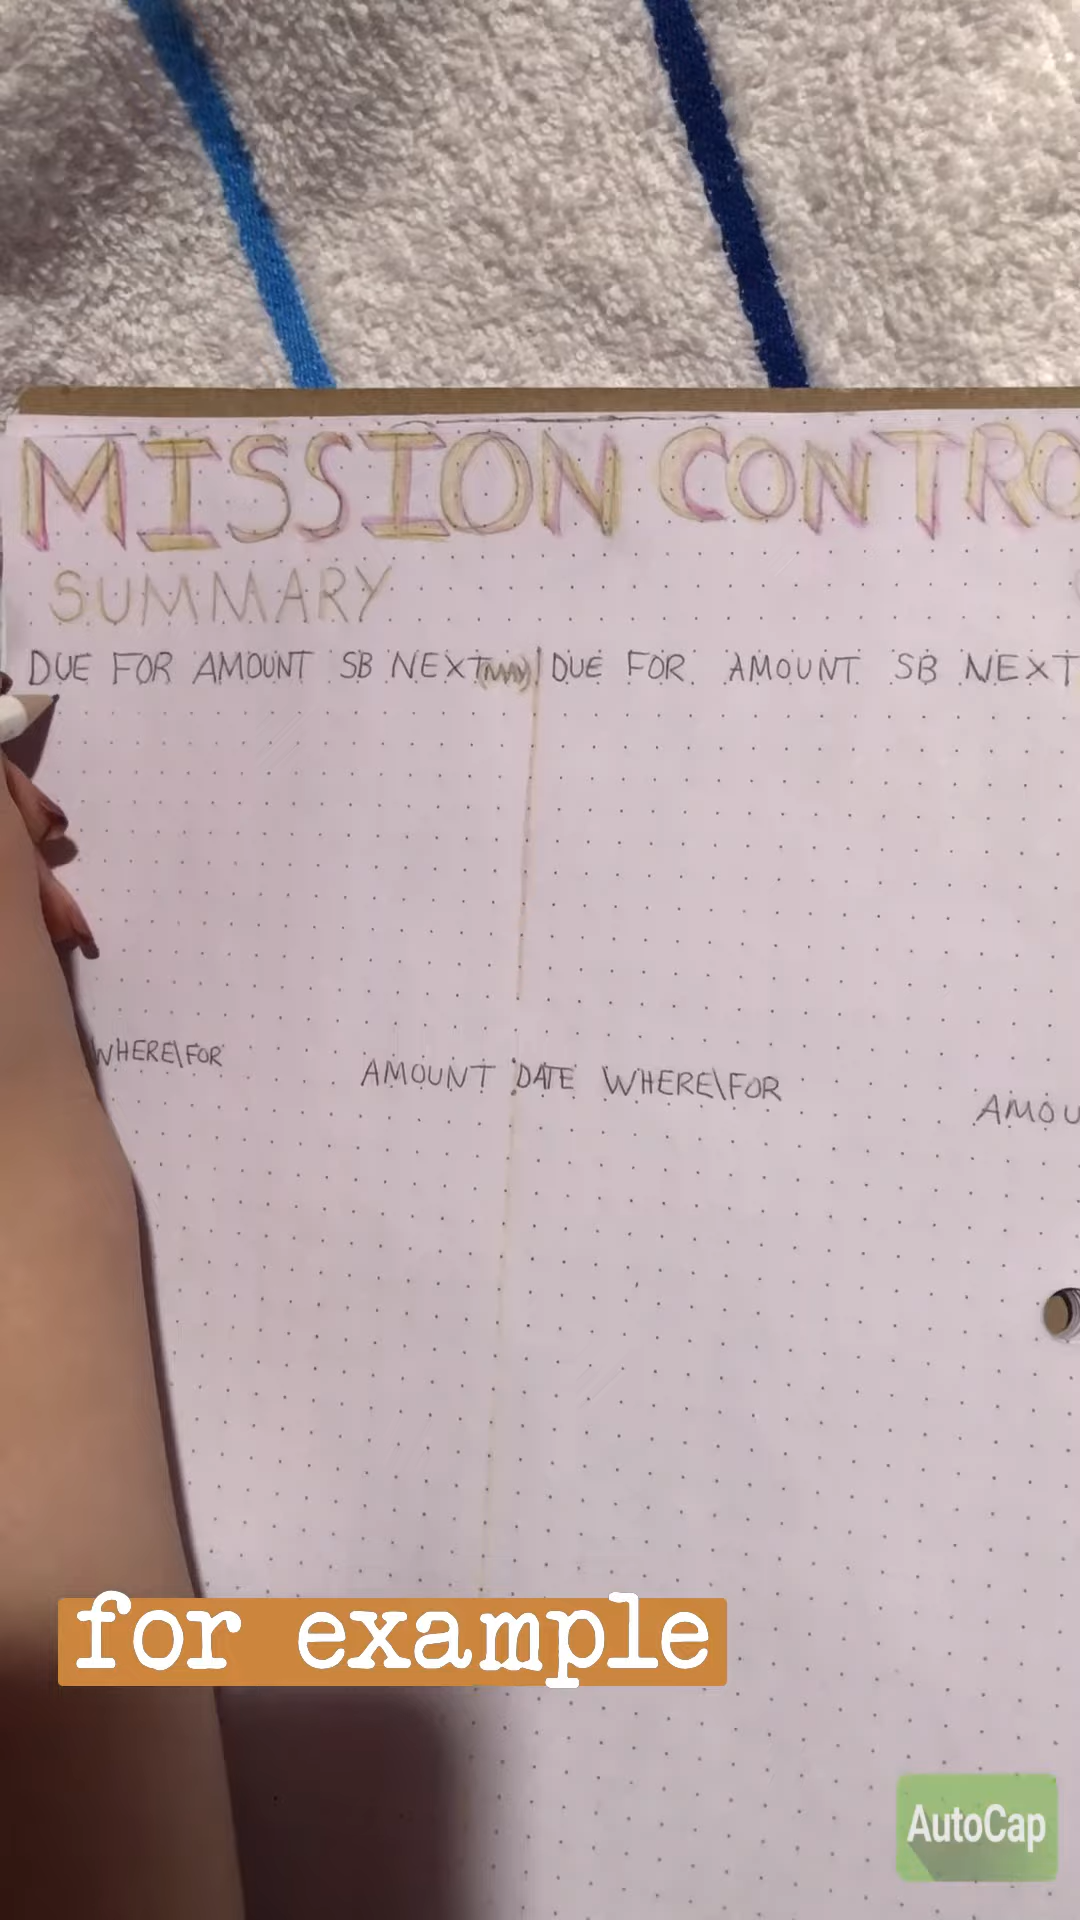 MISSION CONTRO
SUMMARY
DUE FOR AMOUNT SB NEXT DUE FOR AMOUNT SB NEXT
WHERE\FOR AMOUNT DATE WHERE\FOR AMOU
for example
AutoCap